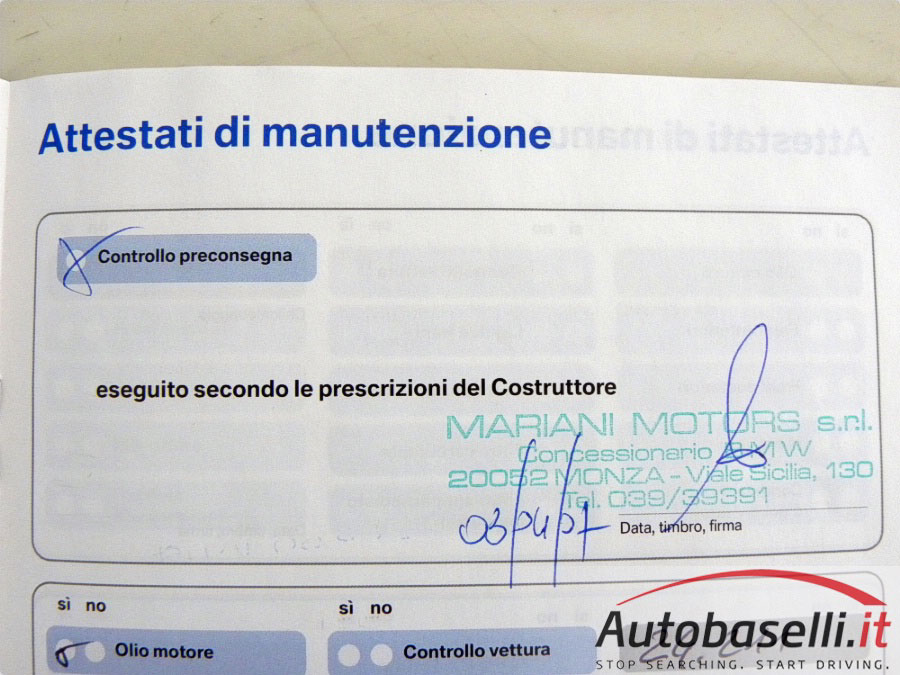 Attestati di manutenzione
Controllo preconsegna
eseguito secondo le prescrizioni del Costruttore
MARIANI MOTORS s.r.l.
Concessionario BMW
20052 MONZA - Viale Sicilia, 130
Tel. 039/39391
03/04/07
Data, timbro, firma
sì no
sì no
Olio motore
Controllo vettura
Autobaselli.it
STOP SEARCHING. START DRIVING.